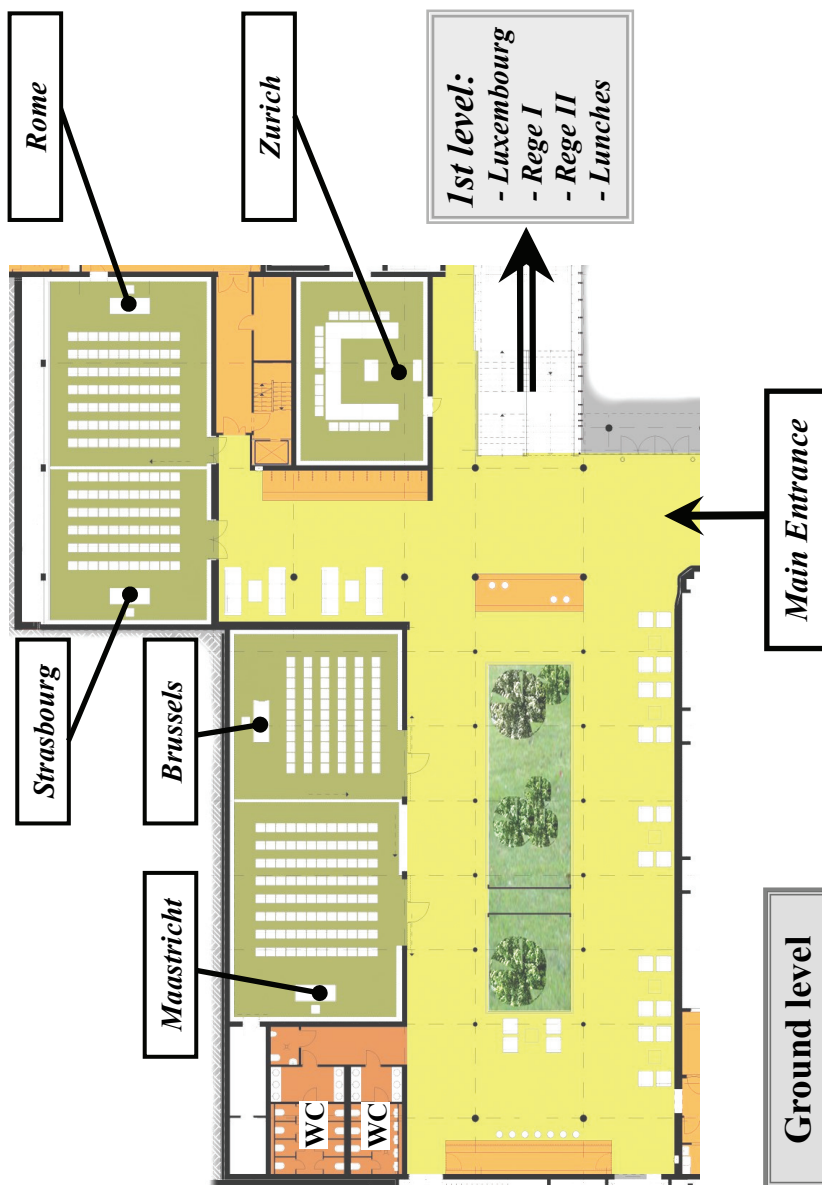 Rome
Zurich
1st level:
- Luxembourg
- Rege I
- Rege II
- Lunches
Strasbourg
Brussels
Maastricht
WC
WC
Main Entrance
Ground level